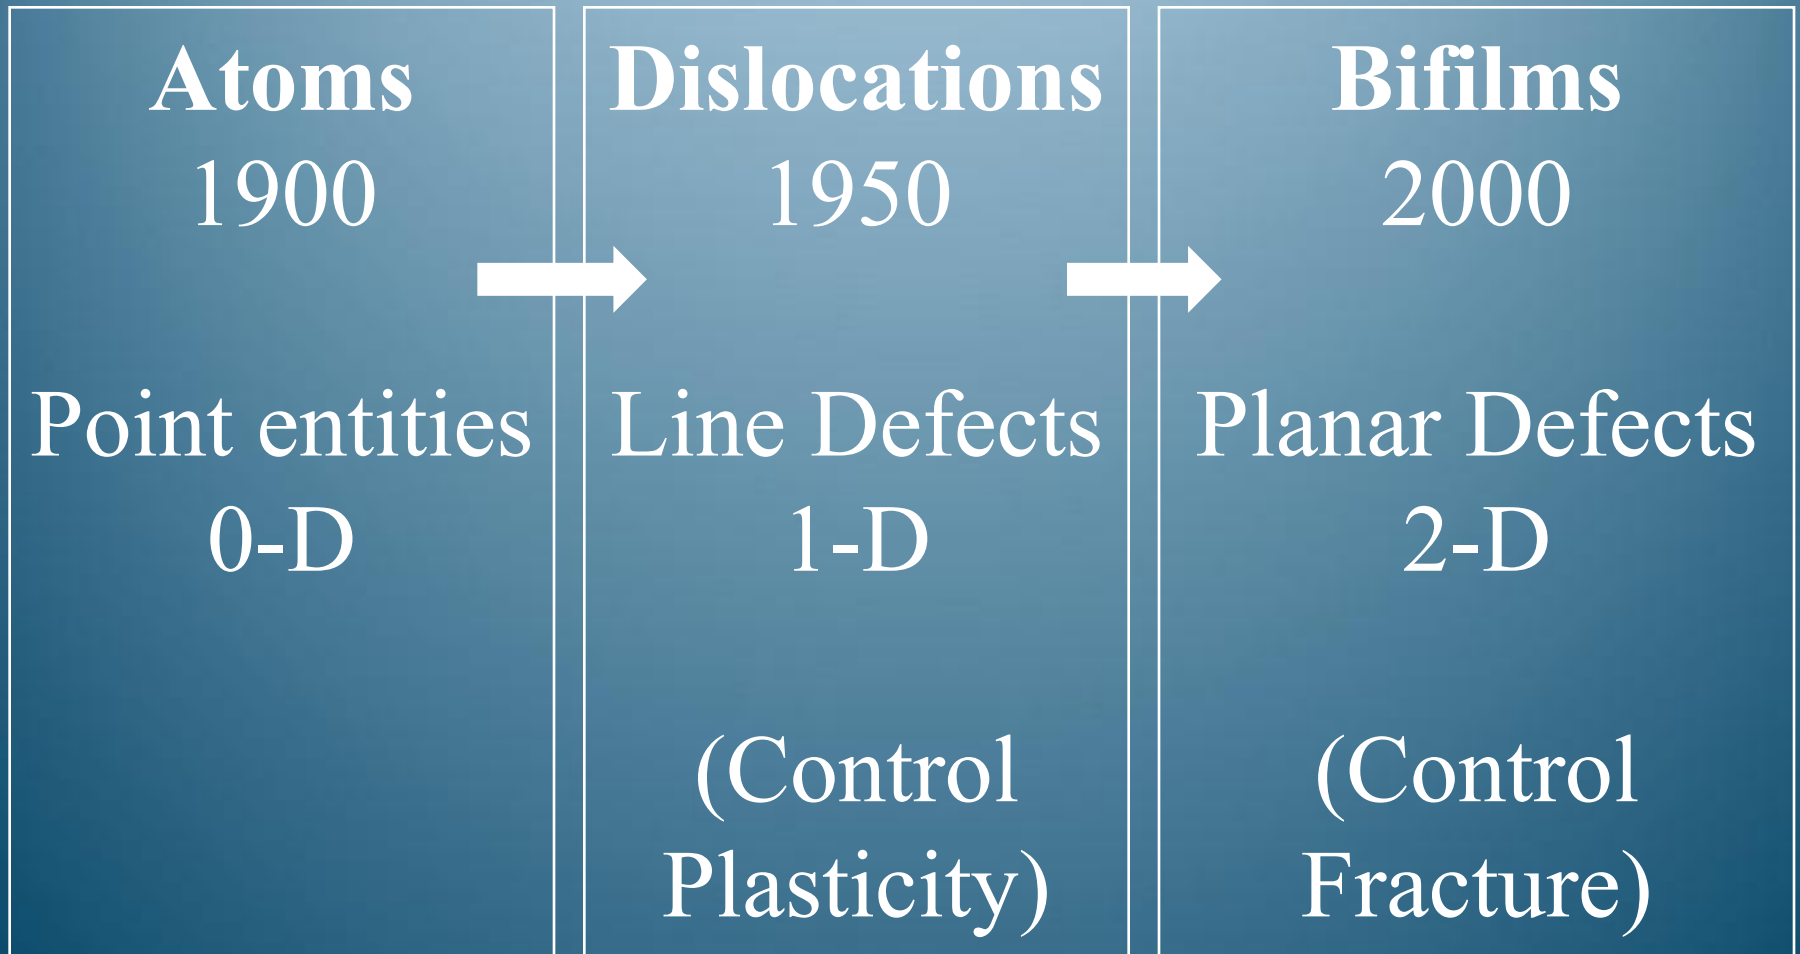 Atoms
1900
Point entities
0-D
Dislocations
1950
Line Defects
1-D
(Control
Plasticity)
Bifilms
2000
Planar Defects
2-D
(Control
Fracture)